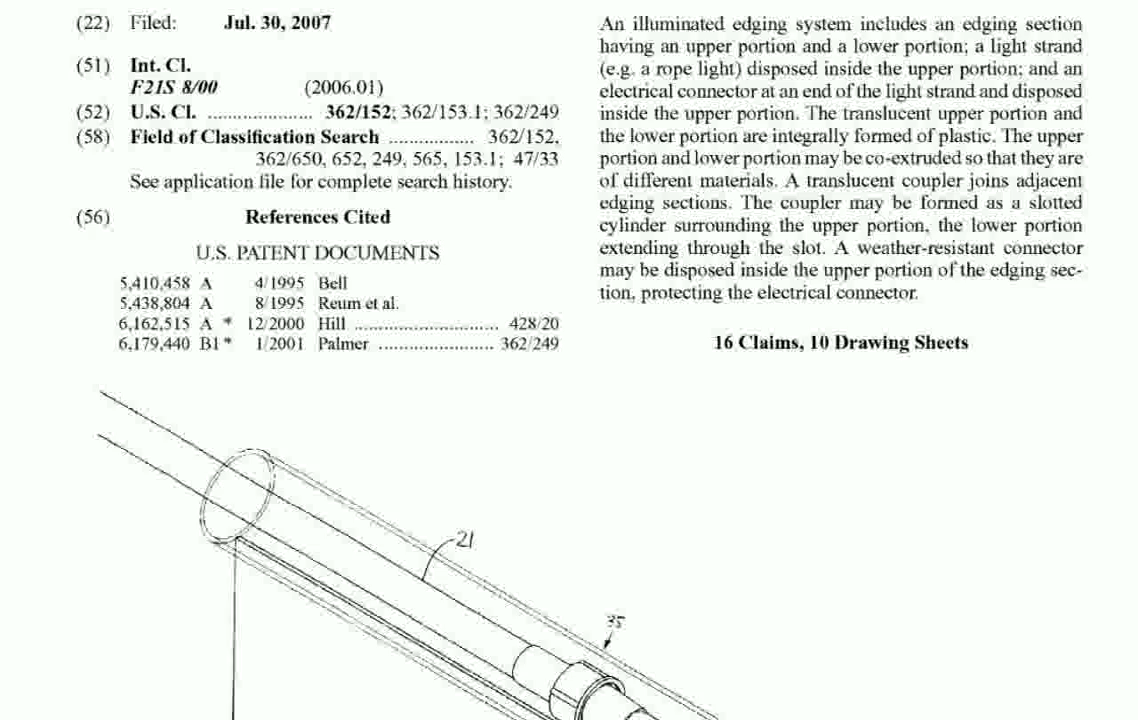 (22) Filed: Jul. 30, 2007
(51) Int. Cl.
F21S 8/00 (2006.01)
(52) U.S. Cl. ..................... 362/152; 362/153.1; 362/249
(58) Field of Classification Search ................. 362/152,
362/650, 652, 249, 565, 153.1; 47/33
See application file for complete search history.
(56) References Cited
U.S. PATENT DOCUMENTS
5,410,458 A 4/1995 Bell
5,438,804 A 8/1995 Reum et al.
6,162,515 A * 12/2000 Hill ............................ 428/20
6,179,440 B1 * 1/2001 Palmer ....................... 362/249
An illuminated edging system includes an edging section
having an upper portion and a lower portion; a light strand
(e.g. a rope light) disposed inside the upper portion; and an
electrical connector at an end of the light strand and disposed
inside the upper portion. The translucent upper portion and
the lower portion are integrally formed of plastic. The upper
portion and lower portion may be co-extruded so that they are
of different materials. A translucent coupler joins adjacent
edging sections. The coupler may be formed as a slotted
cylinder surrounding the upper portion, the lower portion
extending through the slot. A weather-resistant connector
may be disposed inside the upper portion of the edging sec-
tion, protecting the electrical connector.
16 Claims, 10 Drawing Sheets
21
35